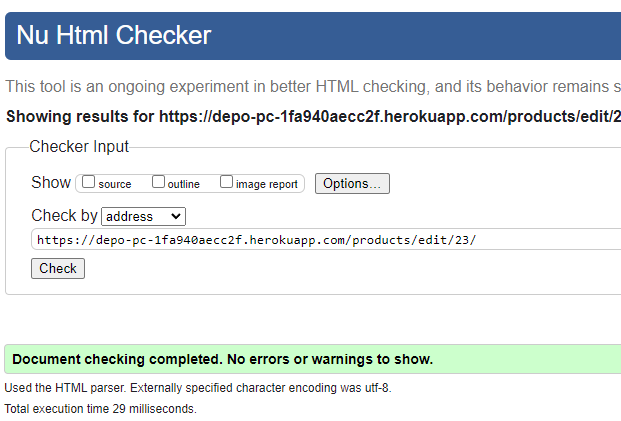 Nu Html Checker
This tool is an ongoing experiment in better HTML checking, and its behavior remains s
Showing results for https://depo-pc-1fa940aecc2f.herokuapp.com/products/edit/2
Checker Input
Show source outline image report Options...
Check by address
https://depo-pc-1fa940aecc2f.herokuapp.com/products/edit/23/
Check
Document checking completed. No errors or warnings to show.
Used the HTML parser. Externally specified character encoding was utf-8.
Total execution time 29 milliseconds.